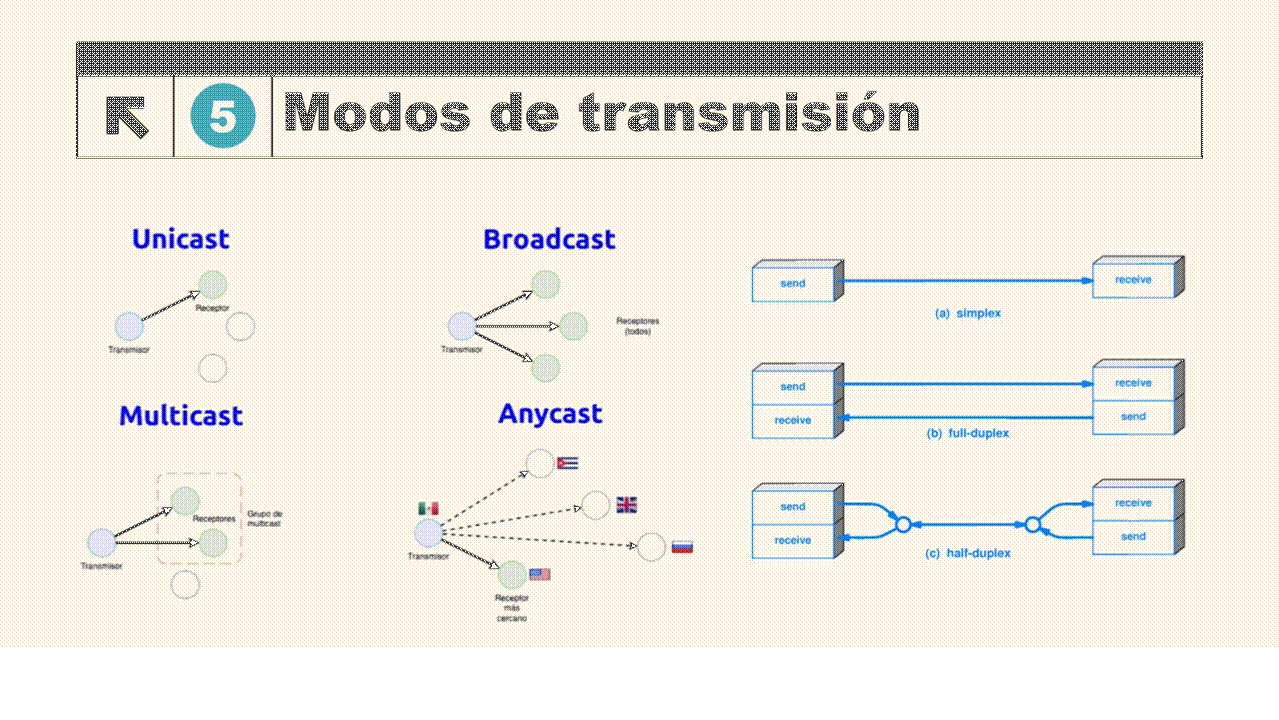 5
Modos de transmisión
Unicast
Receptor
Transmisor
Broadcast
Receptores
(todos)
Transmisor
Multicast
Receptores
Grupo de
multicast
Transmisor
Anycast
Transmisor
Receptor
más
cercano
send
receive
(a) simplex
send
receive
receive
send
(b) full-duplex
send
receive
receive
send
(c) half-duplex